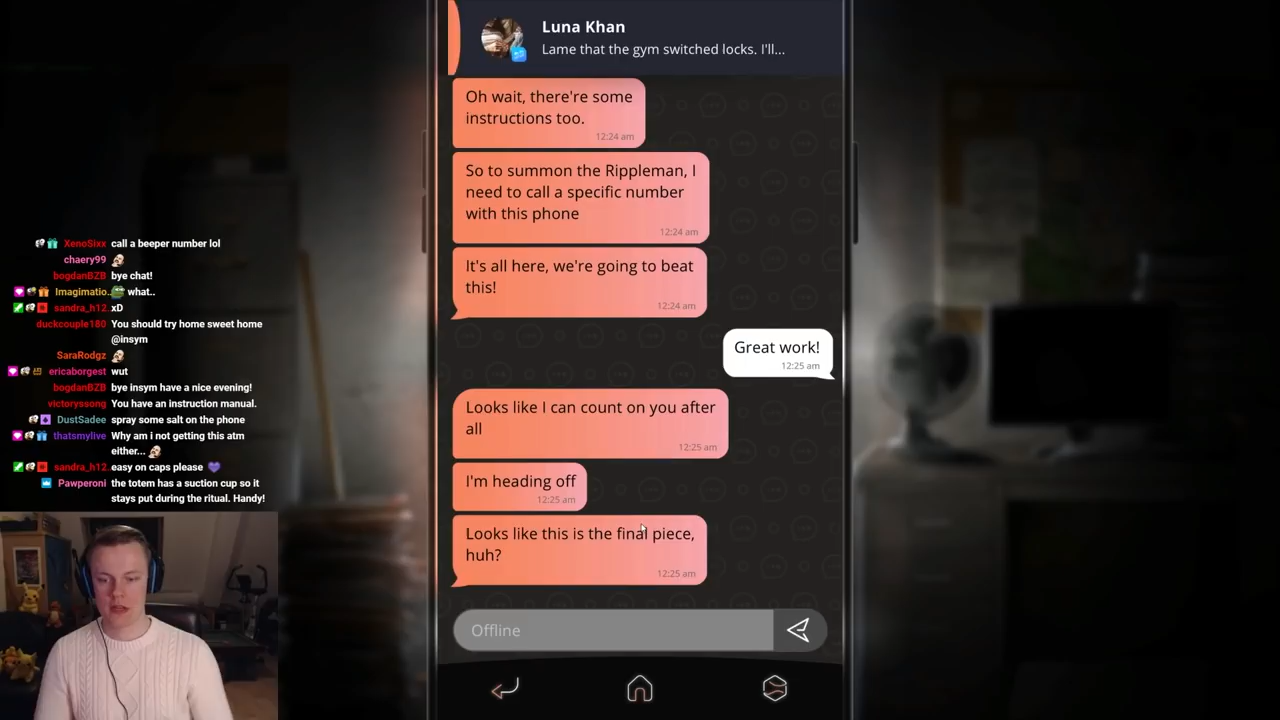 Luna Khan
Lame that the gym switched locks. I'll...
Oh wait, there're some
instructions too.
12:24 am
So to summon the Rippleman, I
need to call a specific number
with this phone
12:24 am
It's all here, we're going to beat
this!
12:24 am
Great work!
12:25 am
Looks like I can count on you after
all
12:25 am
I'm heading off
12:25 am
Looks like this is the final piece,
huh?
12:25 am
Offline
XenoSixx call a beeper number lol
chaery99
bogdanBZB bye chat!
Imaginatio.. what..
sandra_h12. xD
duckcouple180 You should try home sweet home
@insym
SaraRodgz
ericaborgest wut
bogdanBZB bye insym have a nice evening!
victoryssong You have an instruction manual.
DustSadee spray some salt on the phone
thatsmylive Why am i not getting this atm
either...
sandra_h12. easy on caps please
Pawperoni the totem has a suction cup so it
stays put during the ritual. Handy!